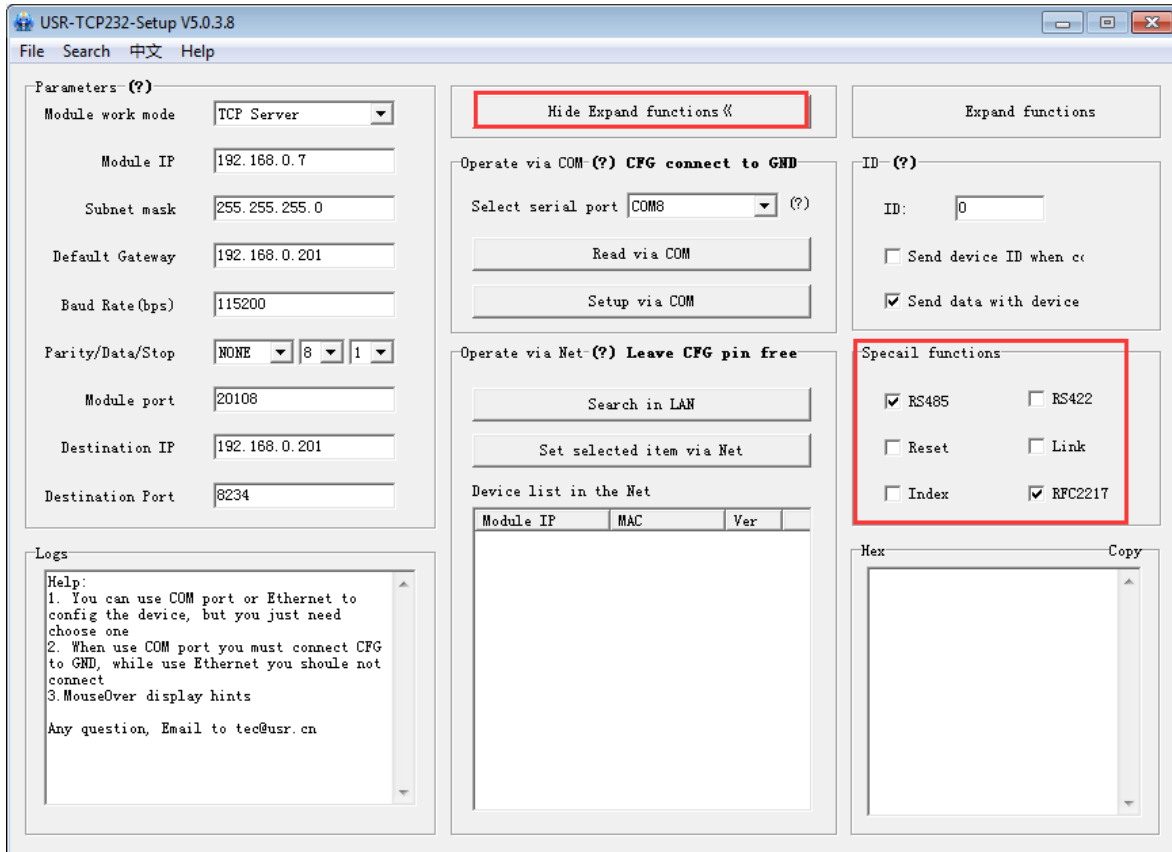 USR-TCP232-Setup V5.0.3.8
File Search 中文 Help
Parameters (?)
Module work mode TCP Server
Module IP 192.168.0.7
Subnet mask 255.255.255.0
Default Gateway 192.168.0.201
Baud Rate(bps) 115200
Parity/Data/Stop NONE 8 1
Module port 20108
Destination IP 192.168.0.201
Destination Port 8234
Logs
Help:
1. You can use COM port or Ethernet to
config the device, but you just need
choose one
2. When use COM port you must connect CFG
to GND, while use Ethernet you shoule not
connect
3.MouseOver display hints
Any question, Email to tec@usr.cn
Hide Expand functions《
Operate via COM (?) CFG connect to GND
Select serial port COM8 (?)
Read via COM
Setup via COM
Operate via Net (?) Leave CFG pin free
Search in LAN
Set selected item via Net
Device list in the Net
Module IP MAC Ver
Expand functions
ID (?)
ID: 0
Send device ID when co
Send data with device
Specail functions
RS485 RS422
Reset Link
Index RFC2217
Hex Copy